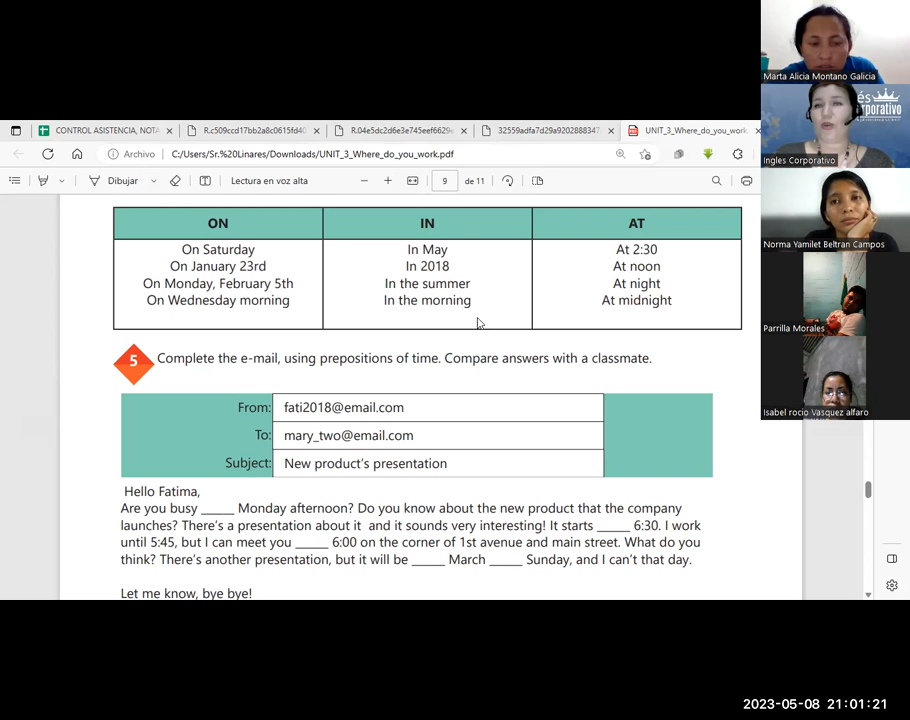 Marta Alicia Montano Galicia
és
orporativo
Ingles Corporativo
CONTROL ASISTENCIA, NOTA
R.c509ccd17bb2a8c0615fd40
R.04e5dc2d6e3e745eef6629e
32559adfa7d29a9202888347
UNIT_3_Where_do_you_work.
Archivo
C:/Users/Sr.%20Linares/Downloads/UNIT_3_Where_do_you_work.pdf
Dibujar
Lectura en voz alta
9
de 11
ON IN AT
On Saturday In May At 2:30
On January 23rd In 2018 At noon
On Monday, February 5th In the summer At night
On Wednesday morning In the morning At midnight
Norma Yamilet Beltran Campos
Parrilla Morales
Isabel rocio Vasquez alfaro
5 Complete the e-mail, using prepositions of time. Compare answers with a classmate.
From: fati2018@email.com
To: mary_two@email.com
Subject: New product's presentation
Hello Fatima,
Are you busy _____ Monday afternoon? Do you know about the new product that the company
launches? There's a presentation about it and it sounds very interesting! It starts _____ 6:30. I work
until 5:45, but I can meet you _____ 6:00 on the corner of 1st avenue and main street. What do you
think? There's another presentation, but it will be _____ March _____ Sunday, and I can't that day.
Let me know, bye bye!
2023-05-08 21:01:21